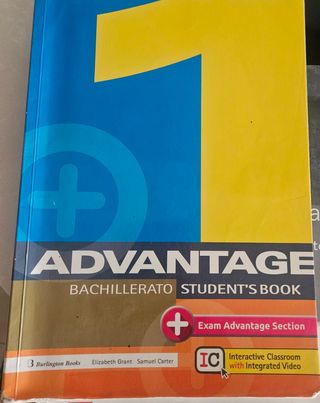 1
ADVANTAGE
BACHILLERATO STUDENT'S BOOK
+ Exam Advantage Section
B Burlington Books Elizabeth Grant Samuel Carter
IC Interactive Classroom
with Integrated Video